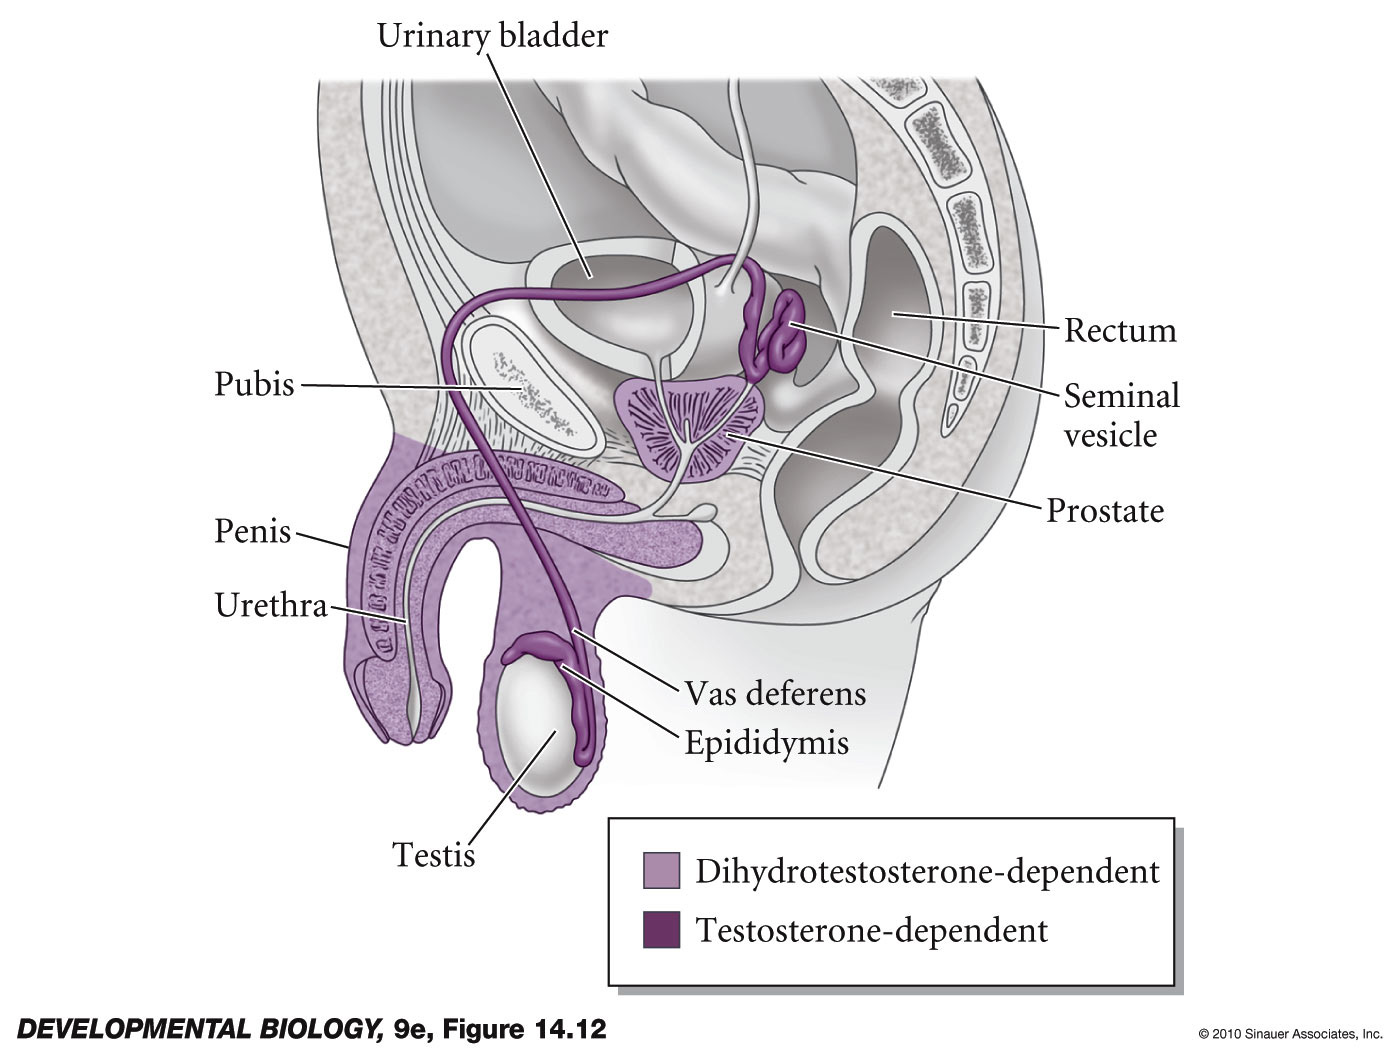 Urinary bladder
Rectum
Pubis
Seminal
vesicle
Prostate
Penis
Urethra
Vas deferens
Epididymis
Testis
Dihydrotestosterone-dependent
Testosterone-dependent
DEVELOPMENTAL BIOLOGY, 9e, Figure 14.12
© 2010 Sinauer Associates, Inc.